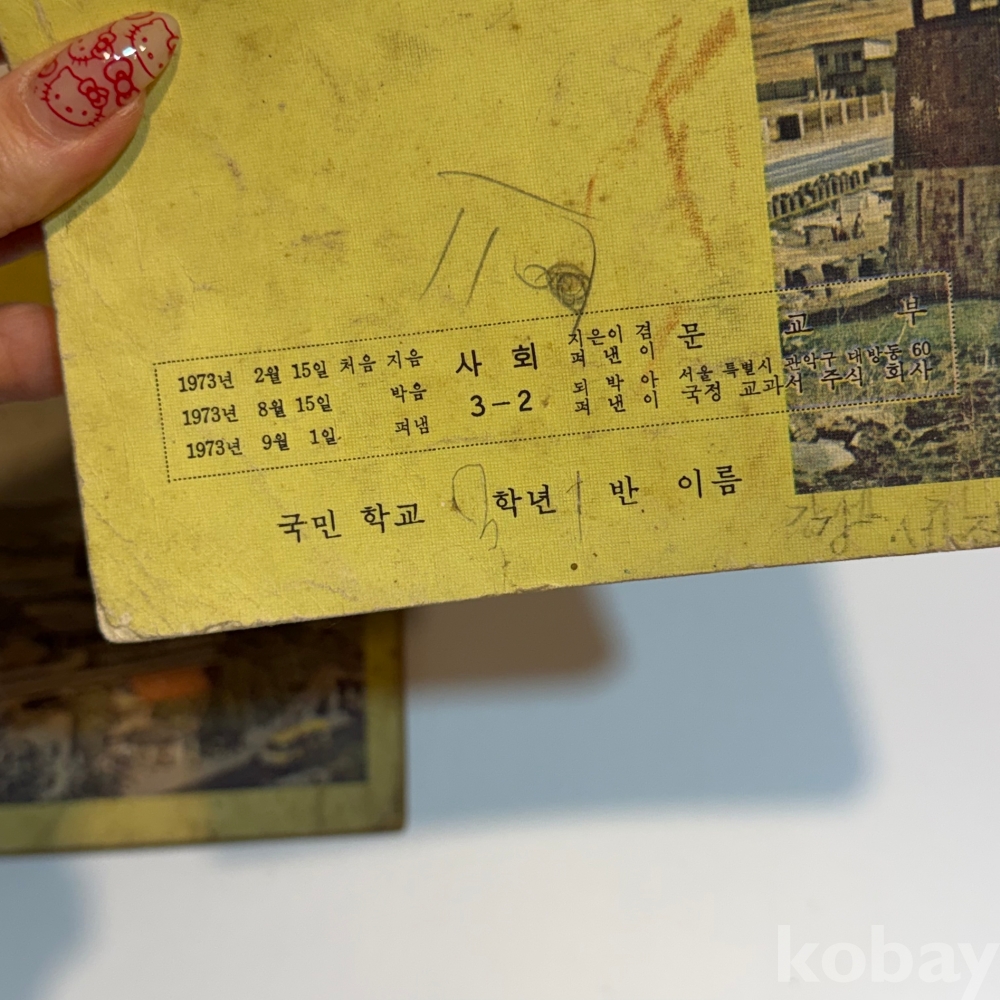 1973년 2월 15일 처음 지음
1973년 8월 15일 박음
1973년 9월 1일 펴냄
사 회
3-2
지은이 겸 문 교 부
펴 낸 이
되 박 아 서울 특별시 관악구 대방동 60
펴 낸 이 국정 교과서 주식 회사
국민 학교 3 학년 1 반 이름
kobay